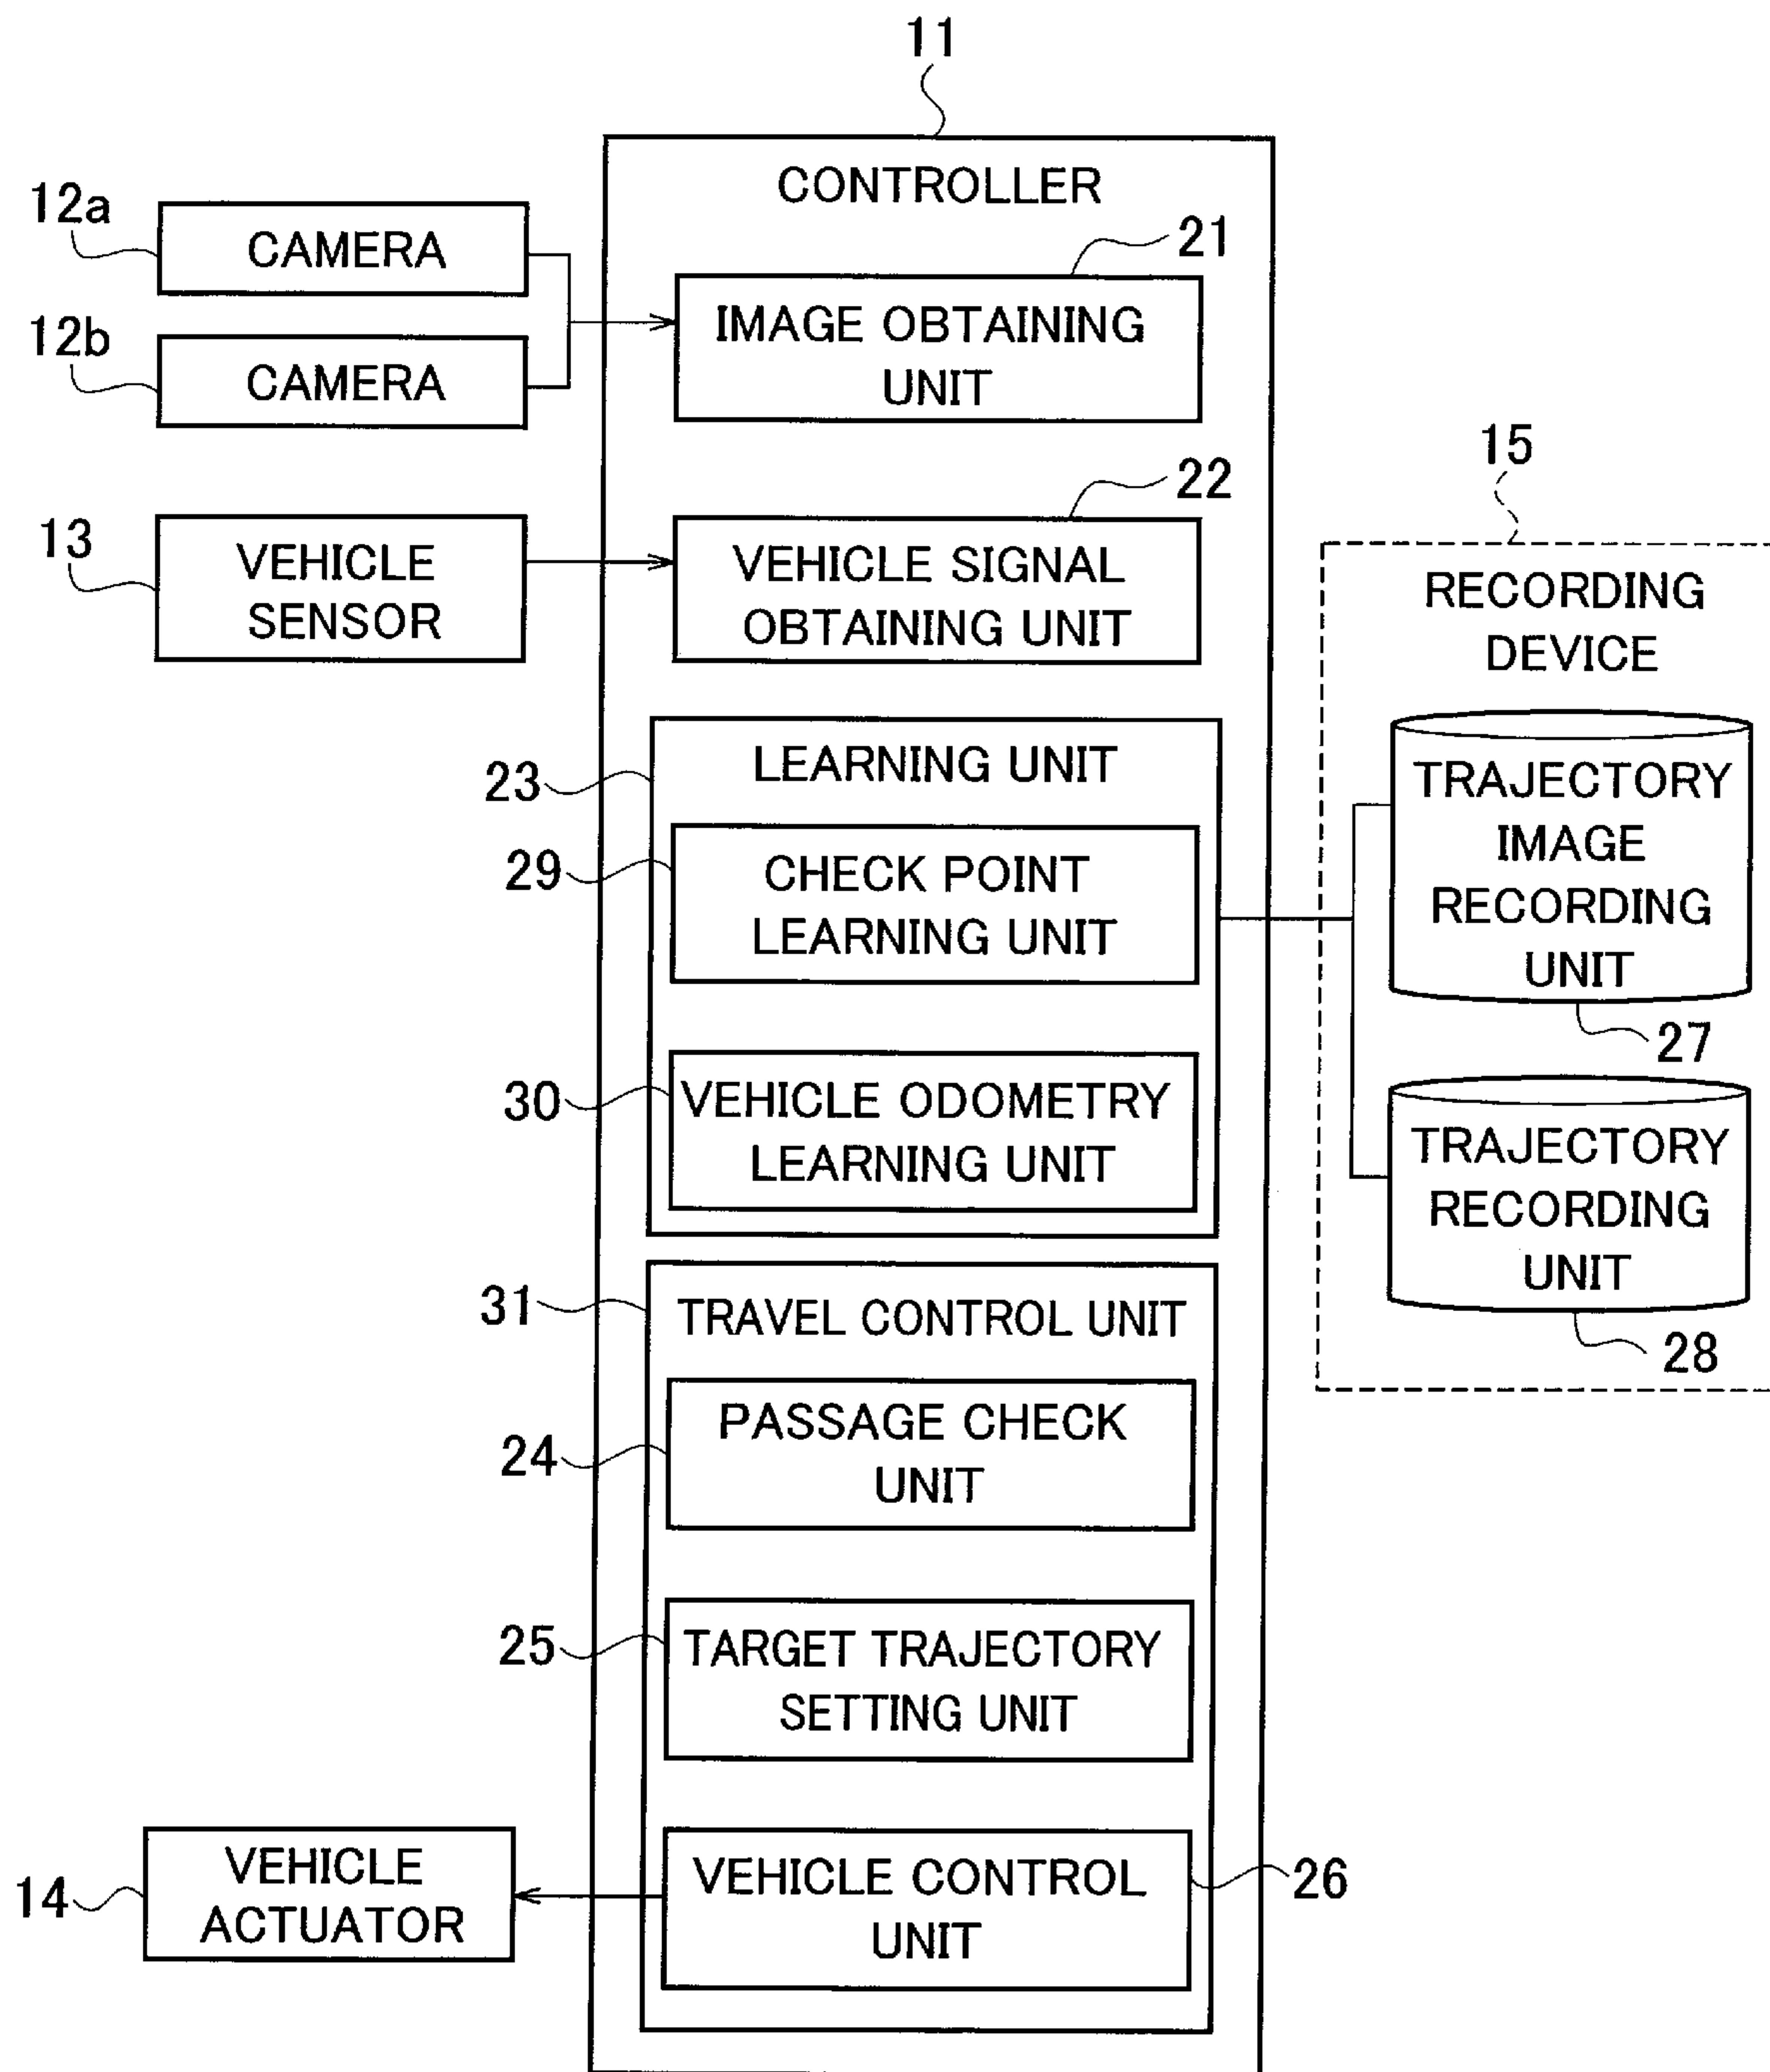 11
CONTROLLER
12a
CAMERA
12b
CAMERA
21
IMAGE OBTAINING
UNIT
13
VEHICLE
SENSOR
22
VEHICLE SIGNAL
OBTAINING UNIT
15
RECORDING
DEVICE
23
LEARNING UNIT
29
CHECK POINT
LEARNING UNIT
30
VEHICLE ODOMETRY
LEARNING UNIT
TRAJECTORY
IMAGE
RECORDING
UNIT
27
TRAJECTORY
RECORDING
UNIT
28
31
TRAVEL CONTROL UNIT
24
PASSAGE CHECK
UNIT
25
TARGET TRAJECTORY
SETTING UNIT
14
VEHICLE
ACTUATOR
VEHICLE CONTROL
UNIT
26